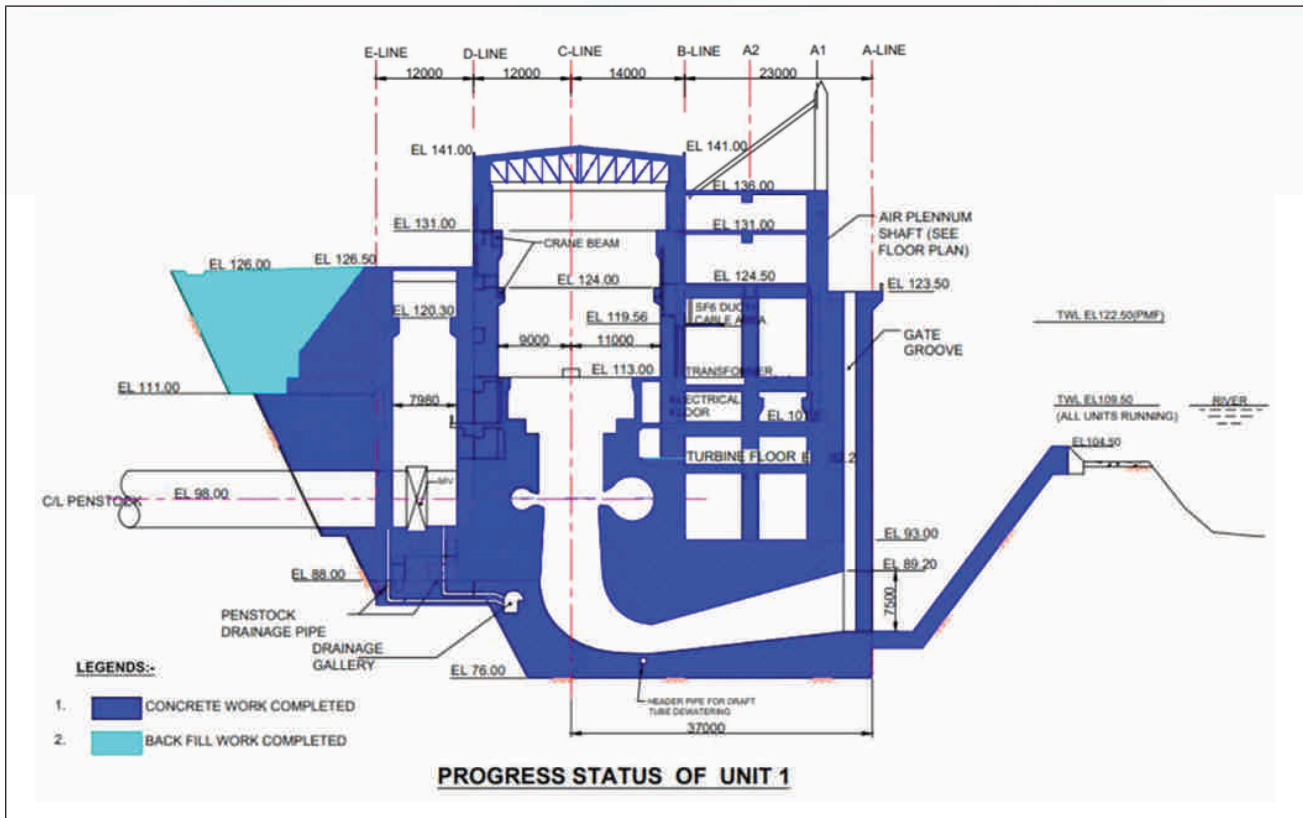 E-LINE D-LINE C-LINE B-LINE A2 A1 A-LINE
12000 12000 14000 23000
EL 141.00 EL 141.00
EL 136.00
EL 131.00 EL 131.00
CRANE BEAM
AIR PLENNUM
SHAFT (SEE
FLOOR PLAN)
EL 126.00 EL 126.50
EL 124.00 EL 124.50
EL 123.50
EL 120.30
EL 119.56
SF6 DUCT
CABLE AREA
TWL EL122.50(PMF)
9000 11000
GATE
GROOVE
EL 113.00 TRANSFORMER
EL 111.00
7980
ELECTRICAL
FLOOR
TWL EL109.50
(ALL UNITS RUNNING)
RIVER
EL104.50
TURBINE FLOOR
MIV
EL 98.00
C/L PENSTOCK
EL 93.00
EL 89.20
EL 88.00
7500
PENSTOCK
DRAINAGE PIPE
DRAINAGE
GALLERY
EL 76.00
HEADER PIPE FOR DRAFT
TUBE DEWATERING
37000
LEGENDS:-
1. CONCRETE WORK COMPLETED
2. BACK FILL WORK COMPLETED
PROGRESS STATUS OF UNIT 1